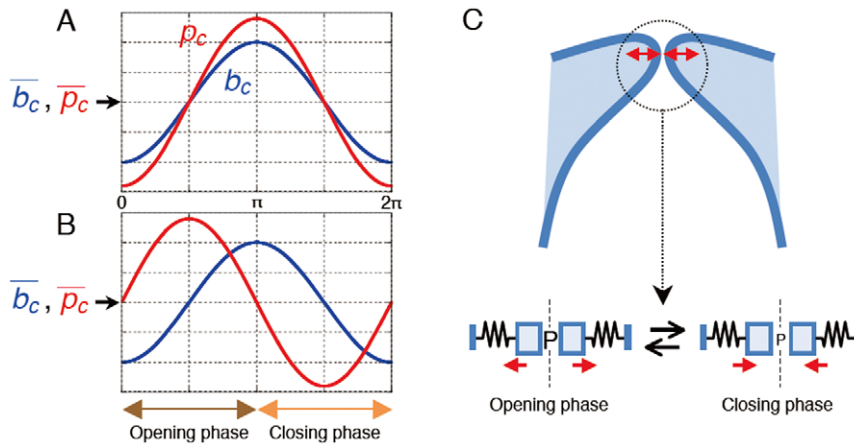 A
p_c
b_c
b̅_c̅ , p̅_c̅
0 π 2π
B
b̅_c̅ , p̅_c̅
Opening phase Closing phase
C
P P
Opening phase Closing phase